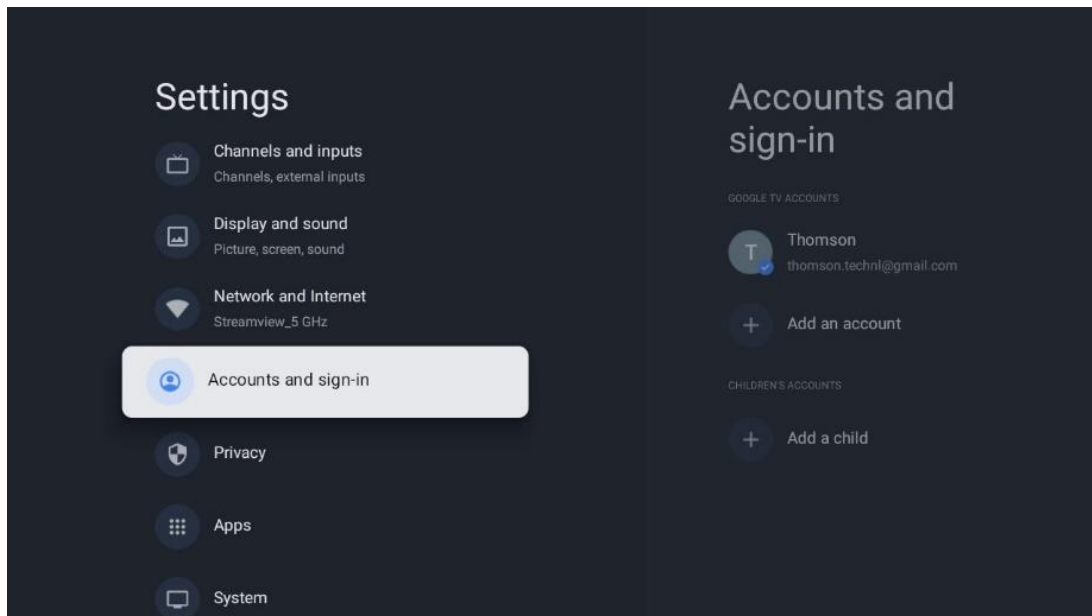 Settings
Channels and inputs
Channels, external inputs
Display and sound
Picture, screen, sound
Network and Internet
Streamview_5 GHz
Accounts and sign-in
Privacy
Apps
System
Accounts and
sign-in
GOOGLE TV ACCOUNTS
T
Thomson
thomson.technl@gmail.com
Add an account
CHILDREN'S ACCOUNTS
Add a child